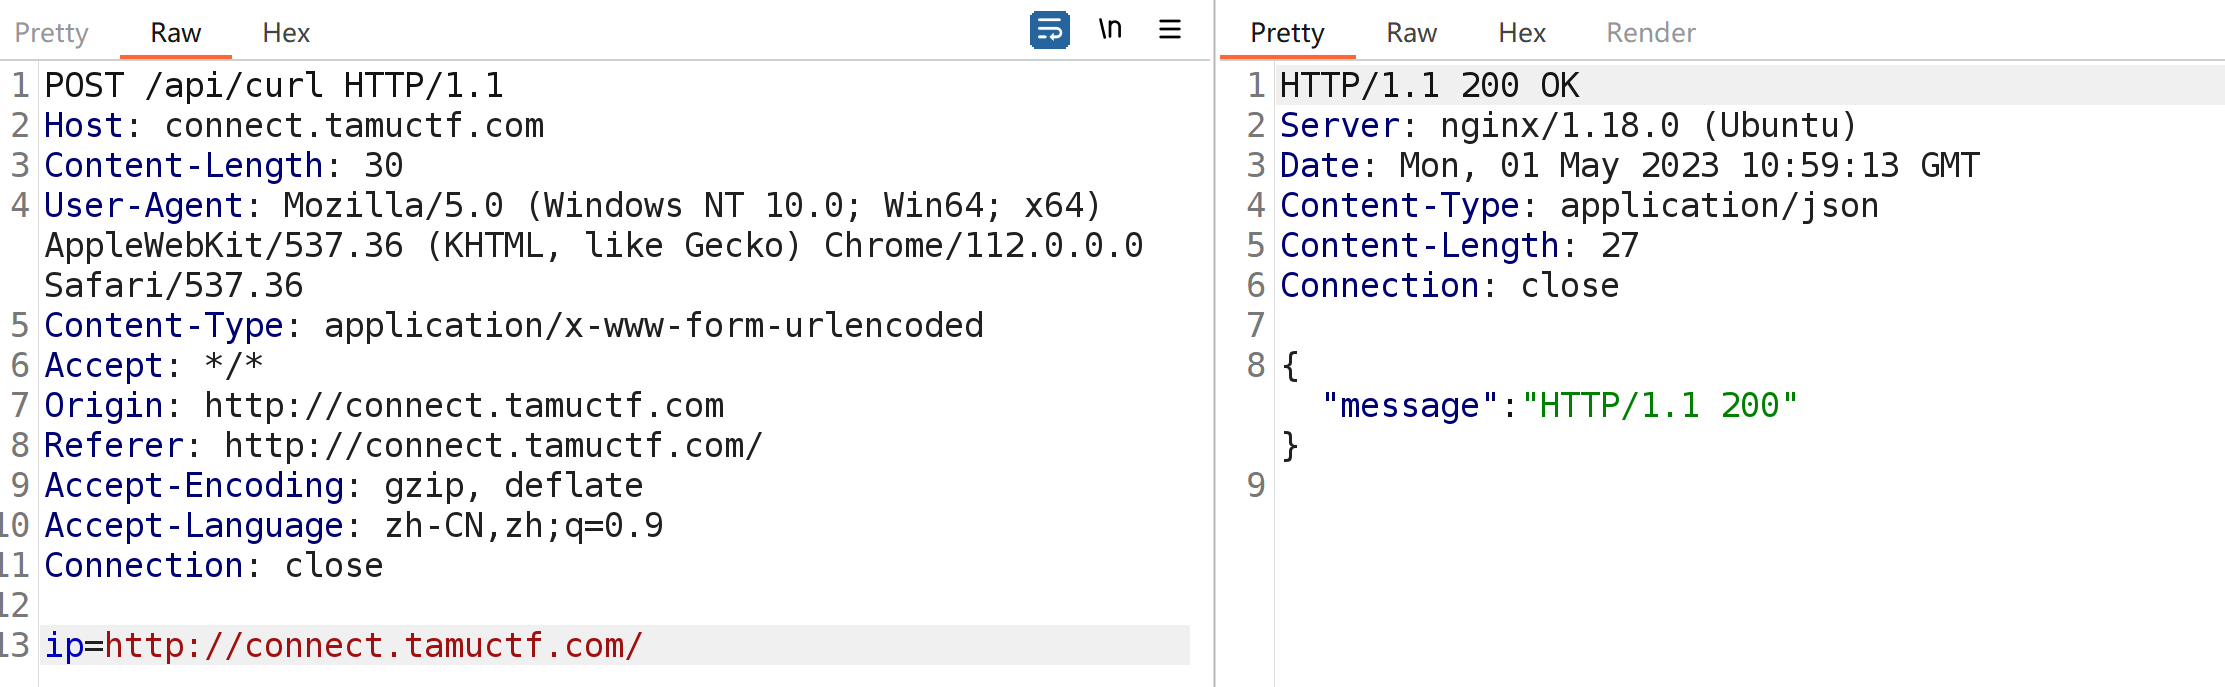 Pretty Raw Hex \n
1 POST /api/curl HTTP/1.1
2 Host: connect.tamuctf.com
3 Content-Length: 30
4 User-Agent: Mozilla/5.0 (Windows NT 10.0; Win64; x64)
AppleWebKit/537.36 (KHTML, like Gecko) Chrome/112.0.0.0
Safari/537.36
5 Content-Type: application/x-www-form-urlencoded
6 Accept: */*
7 Origin: http://connect.tamuctf.com
8 Referer: http://connect.tamuctf.com/
9 Accept-Encoding: gzip, deflate
10 Accept-Language: zh-CN,zh;q=0.9
11 Connection: close
12
13 ip=http://connect.tamuctf.com/
Pretty Raw Hex Render
1 HTTP/1.1 200 OK
2 Server: nginx/1.18.0 (Ubuntu)
3 Date: Mon, 01 May 2023 10:59:13 GMT
4 Content-Type: application/json
5 Content-Length: 27
6 Connection: close
7
8 {
"message":"HTTP/1.1 200"
}
9